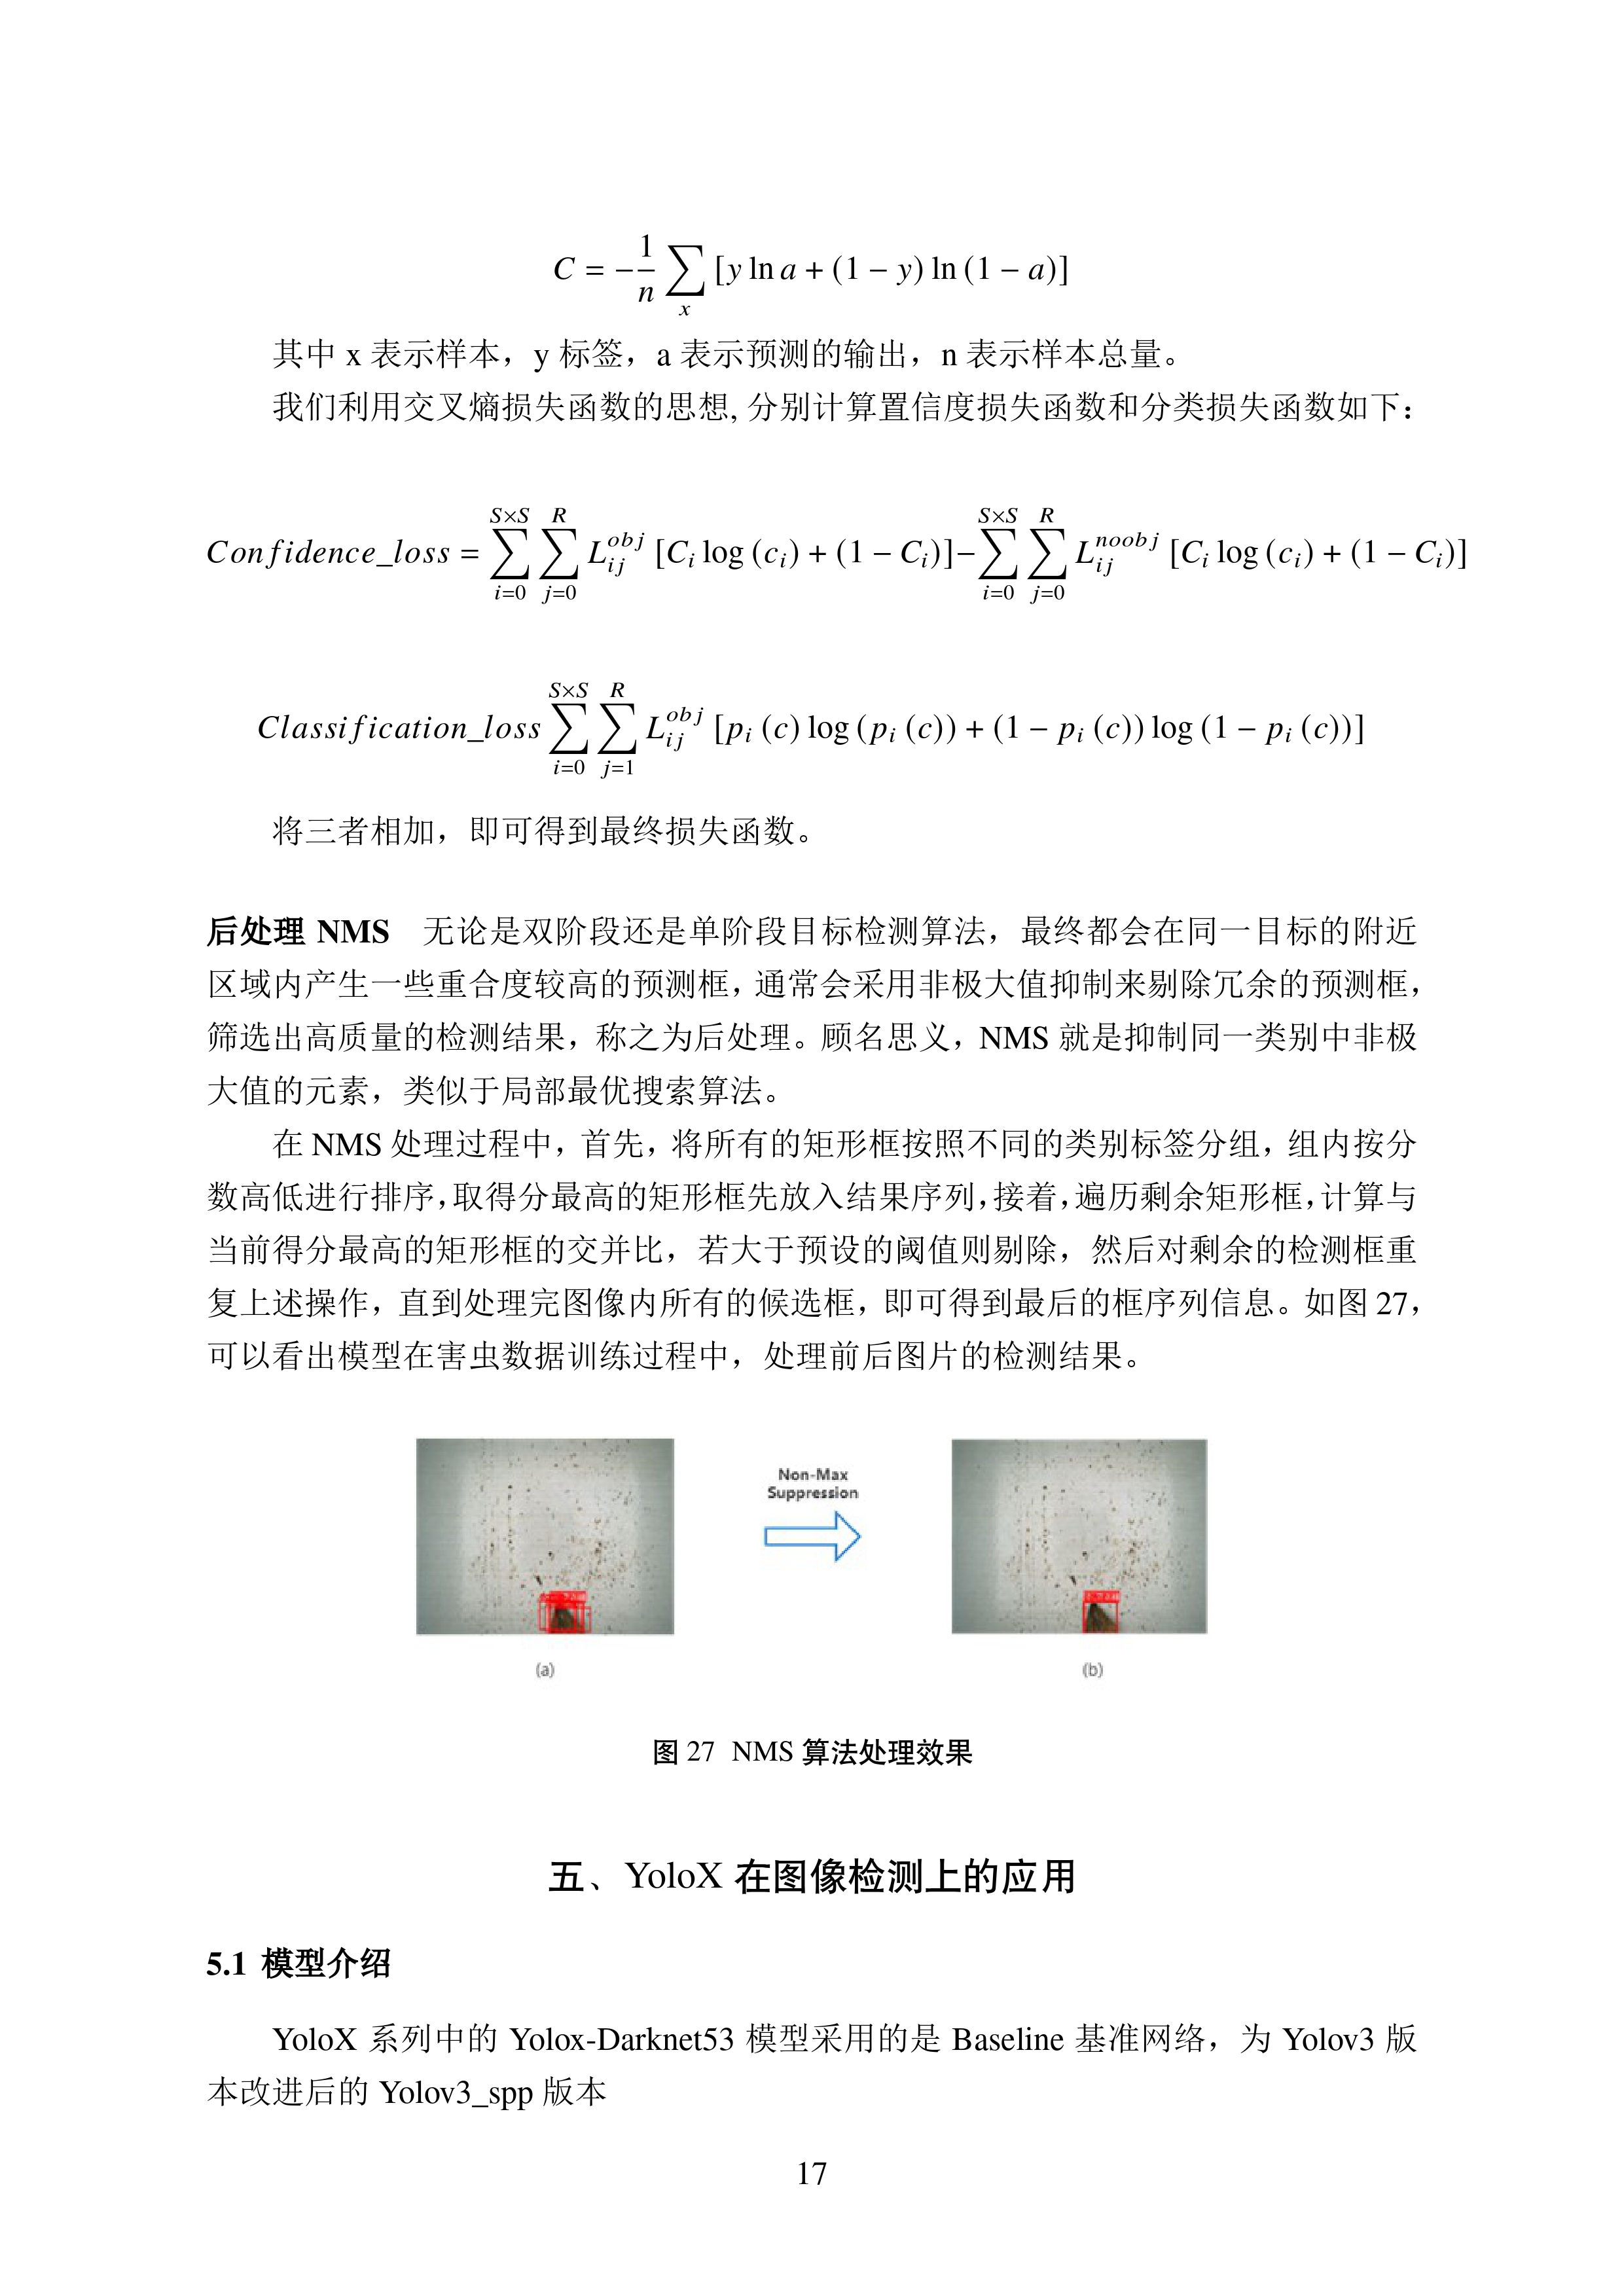 C = −\frac{1}{n} \sum_{x} [y ln a + (1 − y) ln (1 − a)]
其中 x 表示样本，y 标签，a 表示预测的输出，n 表示样本总量。
我们利用交叉熵损失函数的思想, 分别计算置信度损失函数和分类损失函数如下：
Confidence_loss = \sum_{i=0}^{S×S} \sum_{j=0}^{R} L_{ij}^{obj} [C_i log (c_i) + (1 − C_i)] − \sum_{i=0}^{S×S} \sum_{j=0}^{R} L_{ij}^{noobj} [C_i log (c_i) + (1 − C_i)]
Classification_loss \sum_{i=0}^{S×S} \sum_{j=1}^{R} L_{ij}^{obj} [p_i (c) log (p_i (c)) + (1 − p_i (c)) log (1 − p_i (c))]
将三者相加，即可得到最终损失函数。
后处理 NMS 无论是双阶段还是单阶段目标检测算法，最终都会在同一目标的附近
区域内产生一些重合度较高的预测框，通常会采用非极大值抑制来剔除冗余的预测框，
筛选出高质量的检测结果，称之为后处理。顾名思义，NMS 就是抑制同一类别中非极
大值的元素，类似于局部最优搜索算法。
在 NMS 处理过程中，首先，将所有的矩形框按照不同的类别标签分组，组内按分
数高低进行排序，取得分最高的矩形框先放入结果序列，接着，遍历剩余矩形框，计算与
当前得分最高的矩形框的交并比，若大于预设的阈值则剔除，然后对剩余的检测框重
复上述操作，直到处理完图像内所有的候选框，即可得到最后的框序列信息。如图 27，
可以看出模型在害虫数据训练过程中，处理前后图片的检测结果。
Non-Max
Suppression
(a)
(b)
图 27 NMS 算法处理效果
五、YoloX 在图像检测上的应用
5.1 模型介绍
YoloX 系列中的 Yolox-Darknet53 模型采用的是 Baseline 基准网络，为 Yolov3 版
本改进后的 Yolov3_spp 版本
17